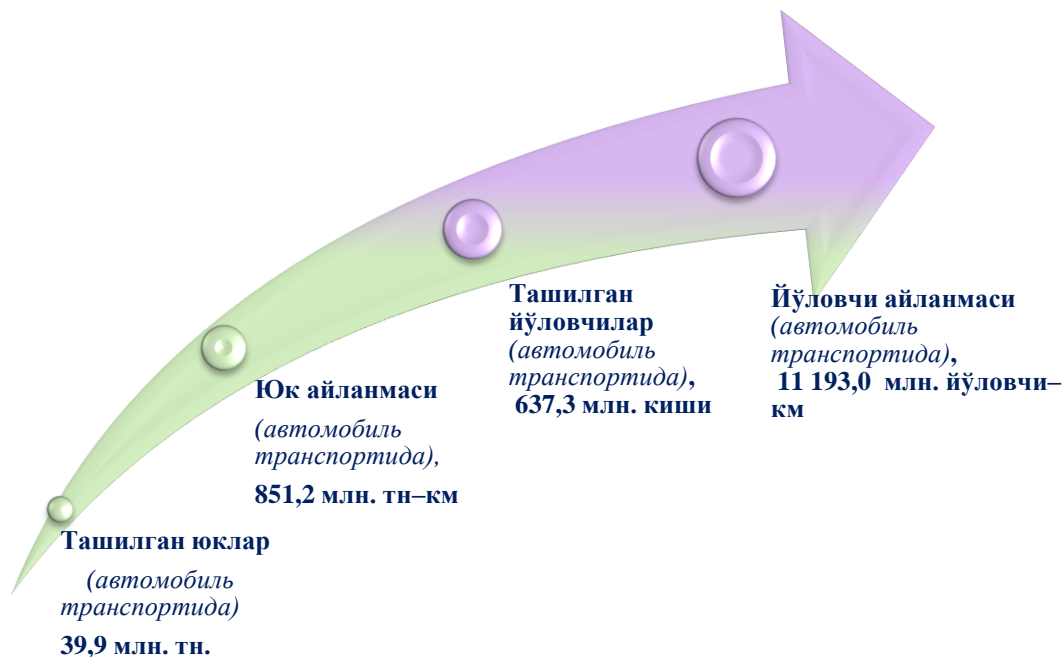 Ташилган юклар
(автомобиль
транспортида)
39,9 млн. тн.
Юк айланмаси
(автомобиль
транспортида),
851,2 млн. тн–км
Ташилган
йўловчилар
(автомобиль
транспортида),
637,3 млн. киши
Йўловчи айланмаси
(автомобиль
транспортида),
11 193,0 млн. йўловчи–
км